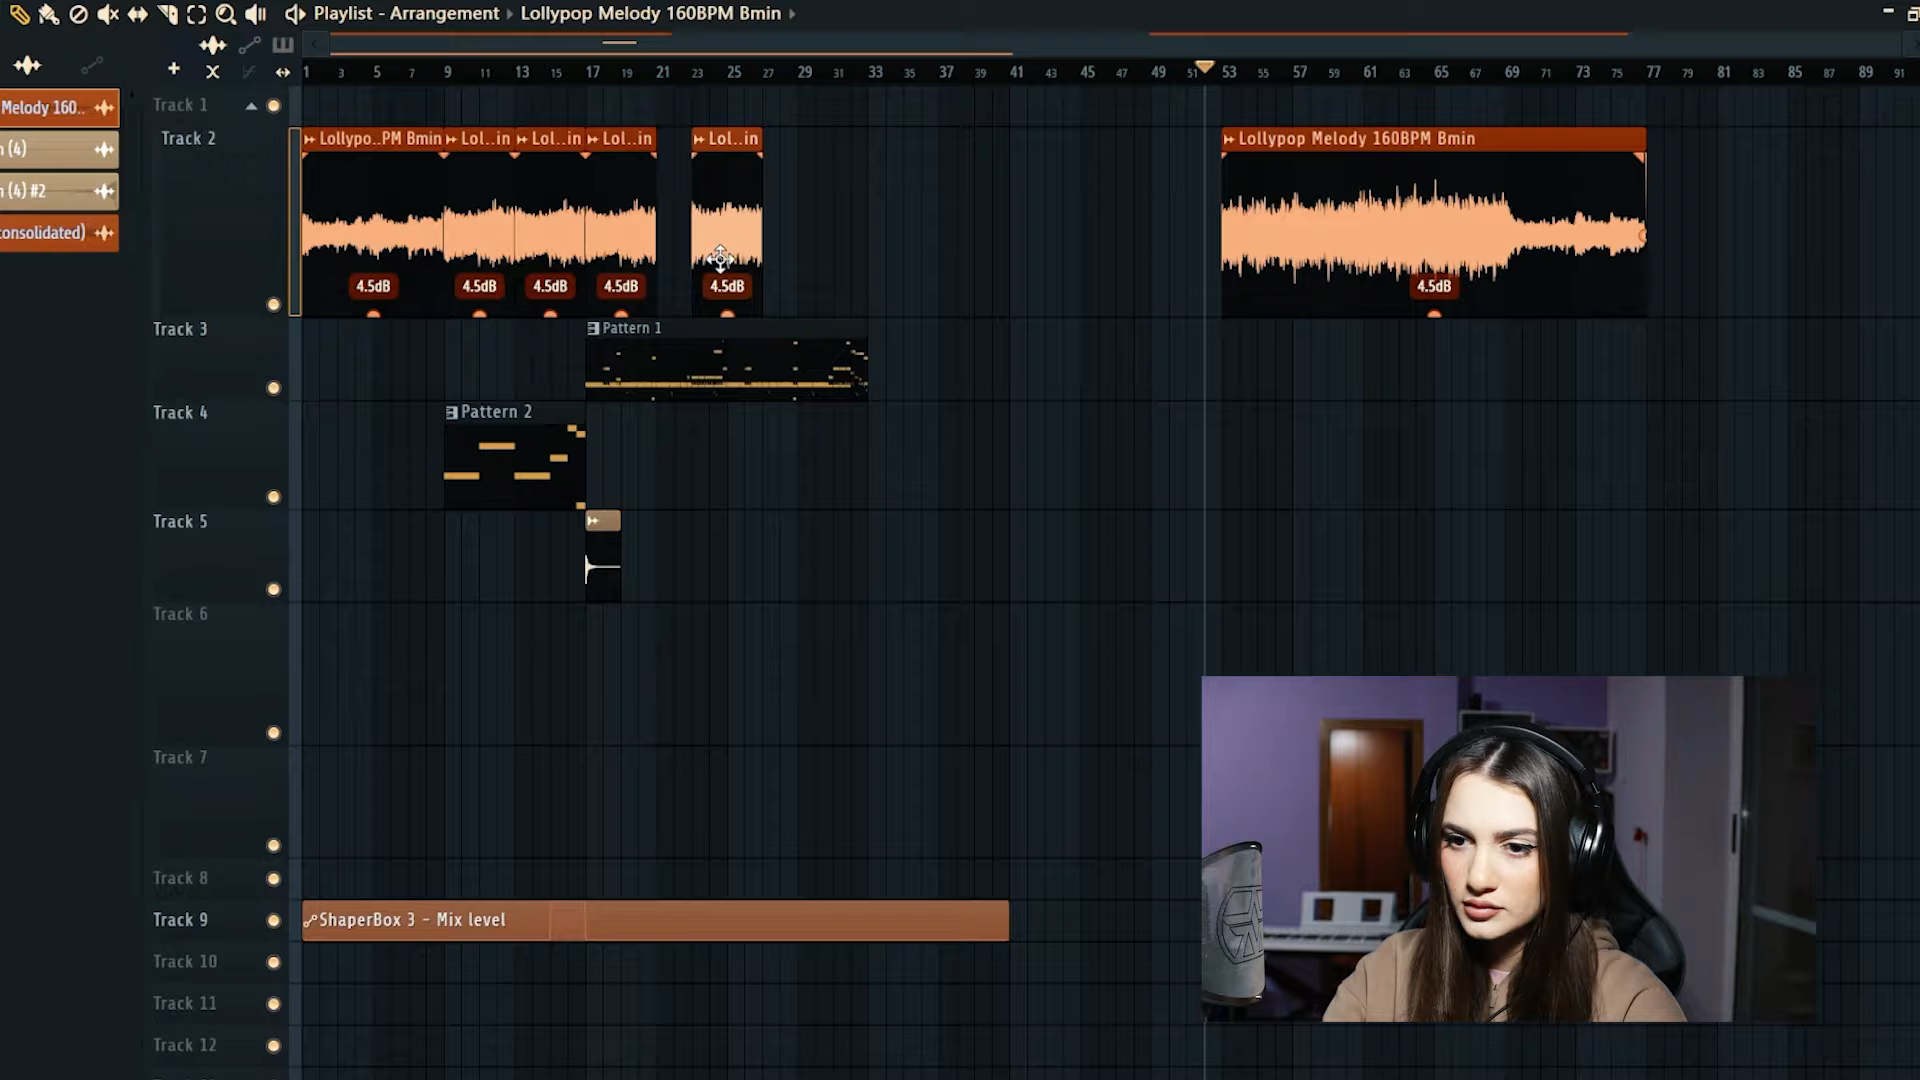 Playlist - Arrangement › Lollypop Melody 160BPM Bmin ›
1 3 5 7 9 11 13 15 17 19 21 23 25 27 29 31 33 35 37 39 41 43 45 47 49 51 53 55 57 59 61 63 65 67 69 71 73 75 77 79 81 83 85 87 89 91
Melody 160..
(4)
(4) #2
consolidated)
Track 1
Track 2
Lollypo..PM Bmin
Lol..in
Lol..in
Lol..in
Lol..in
Lollypop Melody 160BPM Bmin
4.5dB
4.5dB
4.5dB
4.5dB
4.5dB
4.5dB
Track 3
Pattern 1
Track 4
Pattern 2
Track 5
Track 6
Track 7
Track 8
Track 9
ShaperBox 3 - Mix level
Track 10
Track 11
Track 12